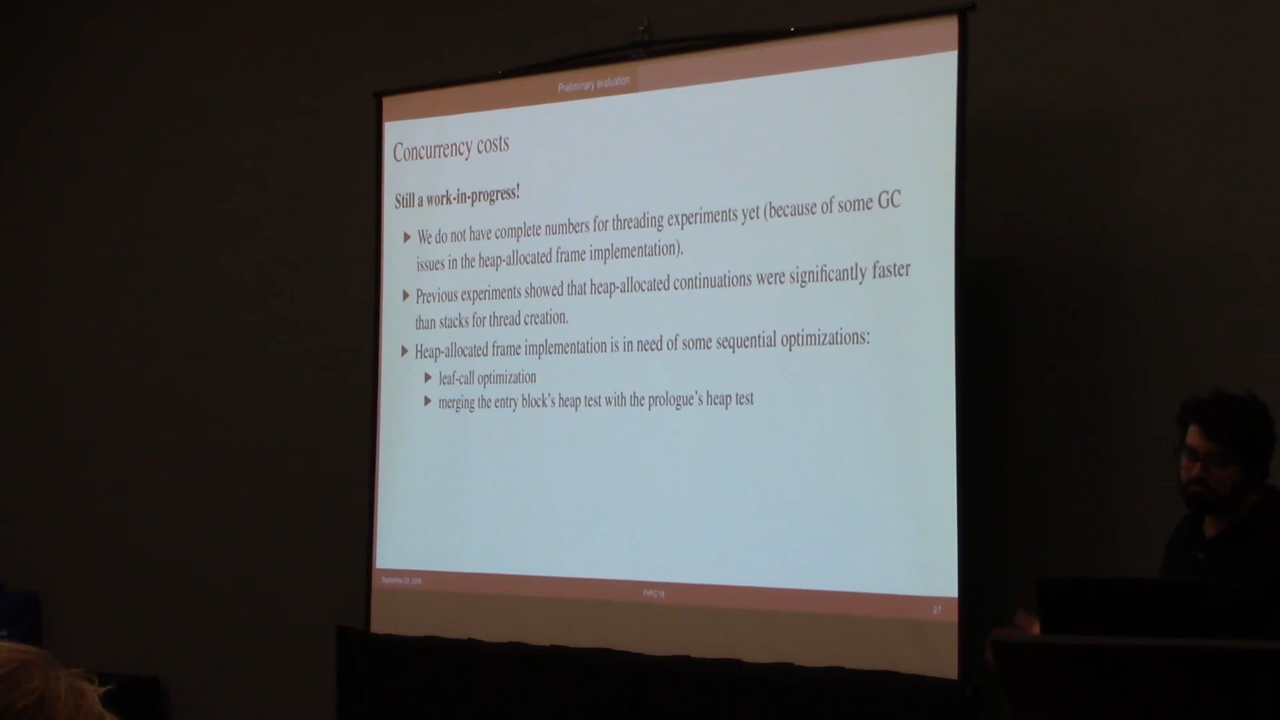 Preliminary evaluation
Concurrency costs
Still a work-in-progress!
We do not have complete numbers for threading experiments yet (because of some GC
issues in the heap-allocated frame implementation).
Previous experiments showed that heap-allocated continuations were significantly faster
than stacks for thread creation.
Heap-allocated frame implementation is in need of some sequential optimizations:
leaf-call optimization
merging the entry block's heap test with the prologue's heap test
27